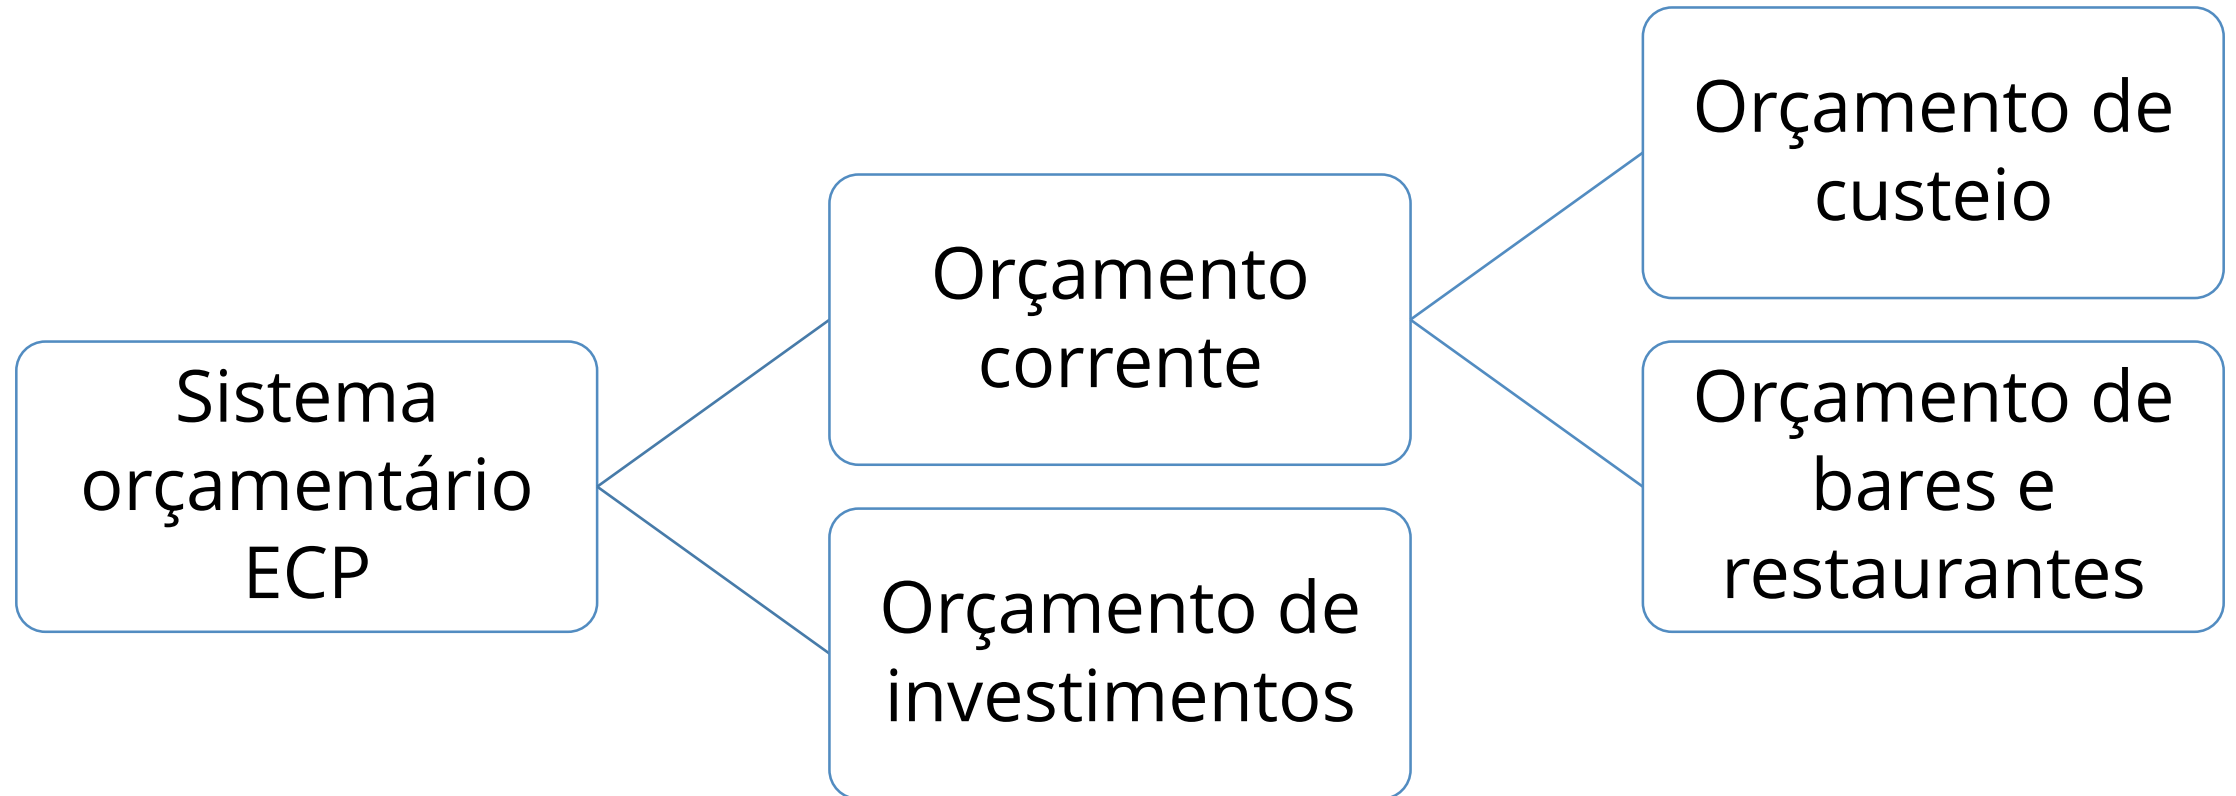 Sistema
orçamentário
ECP
Orçamento
corrente
Orçamento de
custeio
Orçamento de
bares e
restaurantes
Orçamento de
investimentos